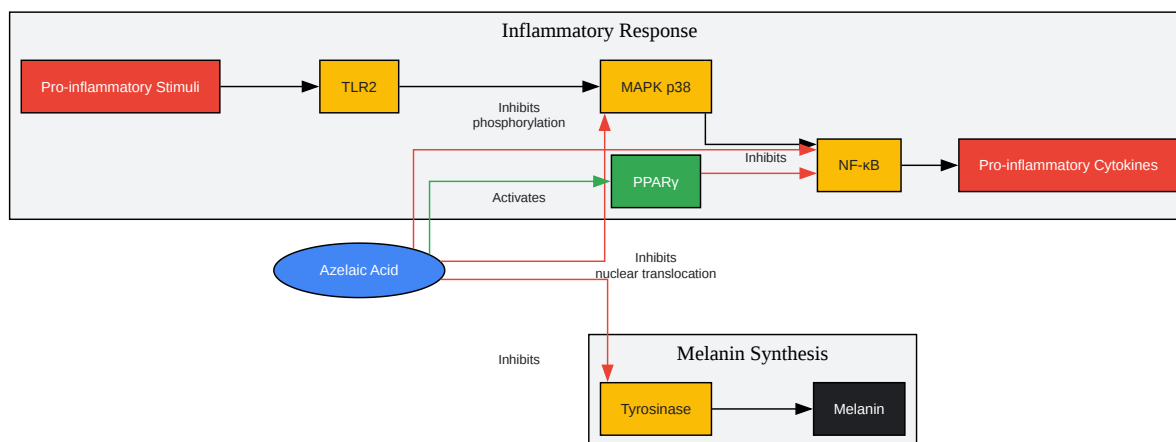 Inflammatory Response
Pro-inflammatory Stimuli
TLR2
MAPK p38
Inhibits
phosphorylation
Inhibits
NF-κB
Pro-inflammatory Cytokines
PPARγ
Activates
Azelaic Acid
Inhibits
nuclear translocation
Inhibits
Melanin Synthesis
Tyrosinase
Melanin